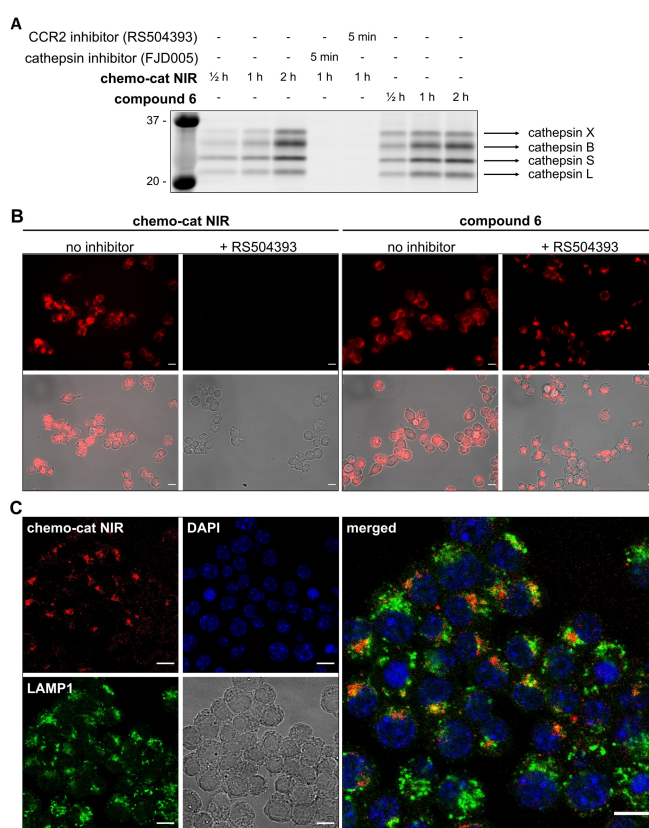 A
CCR2 inhibitor (RS504393) - - - - 5 min - - -
cathepsin inhibitor (FJD005) - - - 5 min - - - -
chemo-cat NIR ½ h 1 h 2 h 1 h 1 h - - -
compound 6 - - - - - ½ h 1 h 2 h
37 -
20 -
cathepsin X
cathepsin B
cathepsin S
cathepsin L
B
chemo-cat NIR compound 6
no inhibitor + RS504393 no inhibitor + RS504393
C
chemo-cat NIR DAPI merged
LAMP1